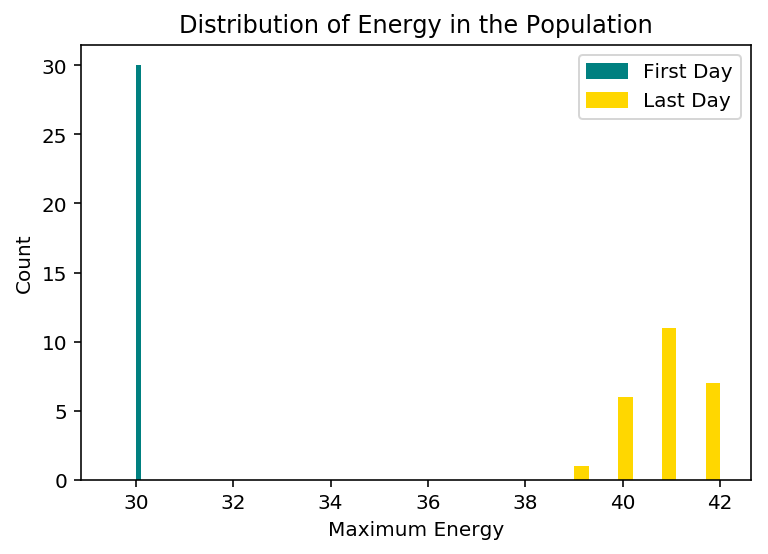 Distribution of Energy in the Population
First Day
Last Day
Count
30
25
20
15
10
5
0
30 32 34 36 38 40 42
Maximum Energy